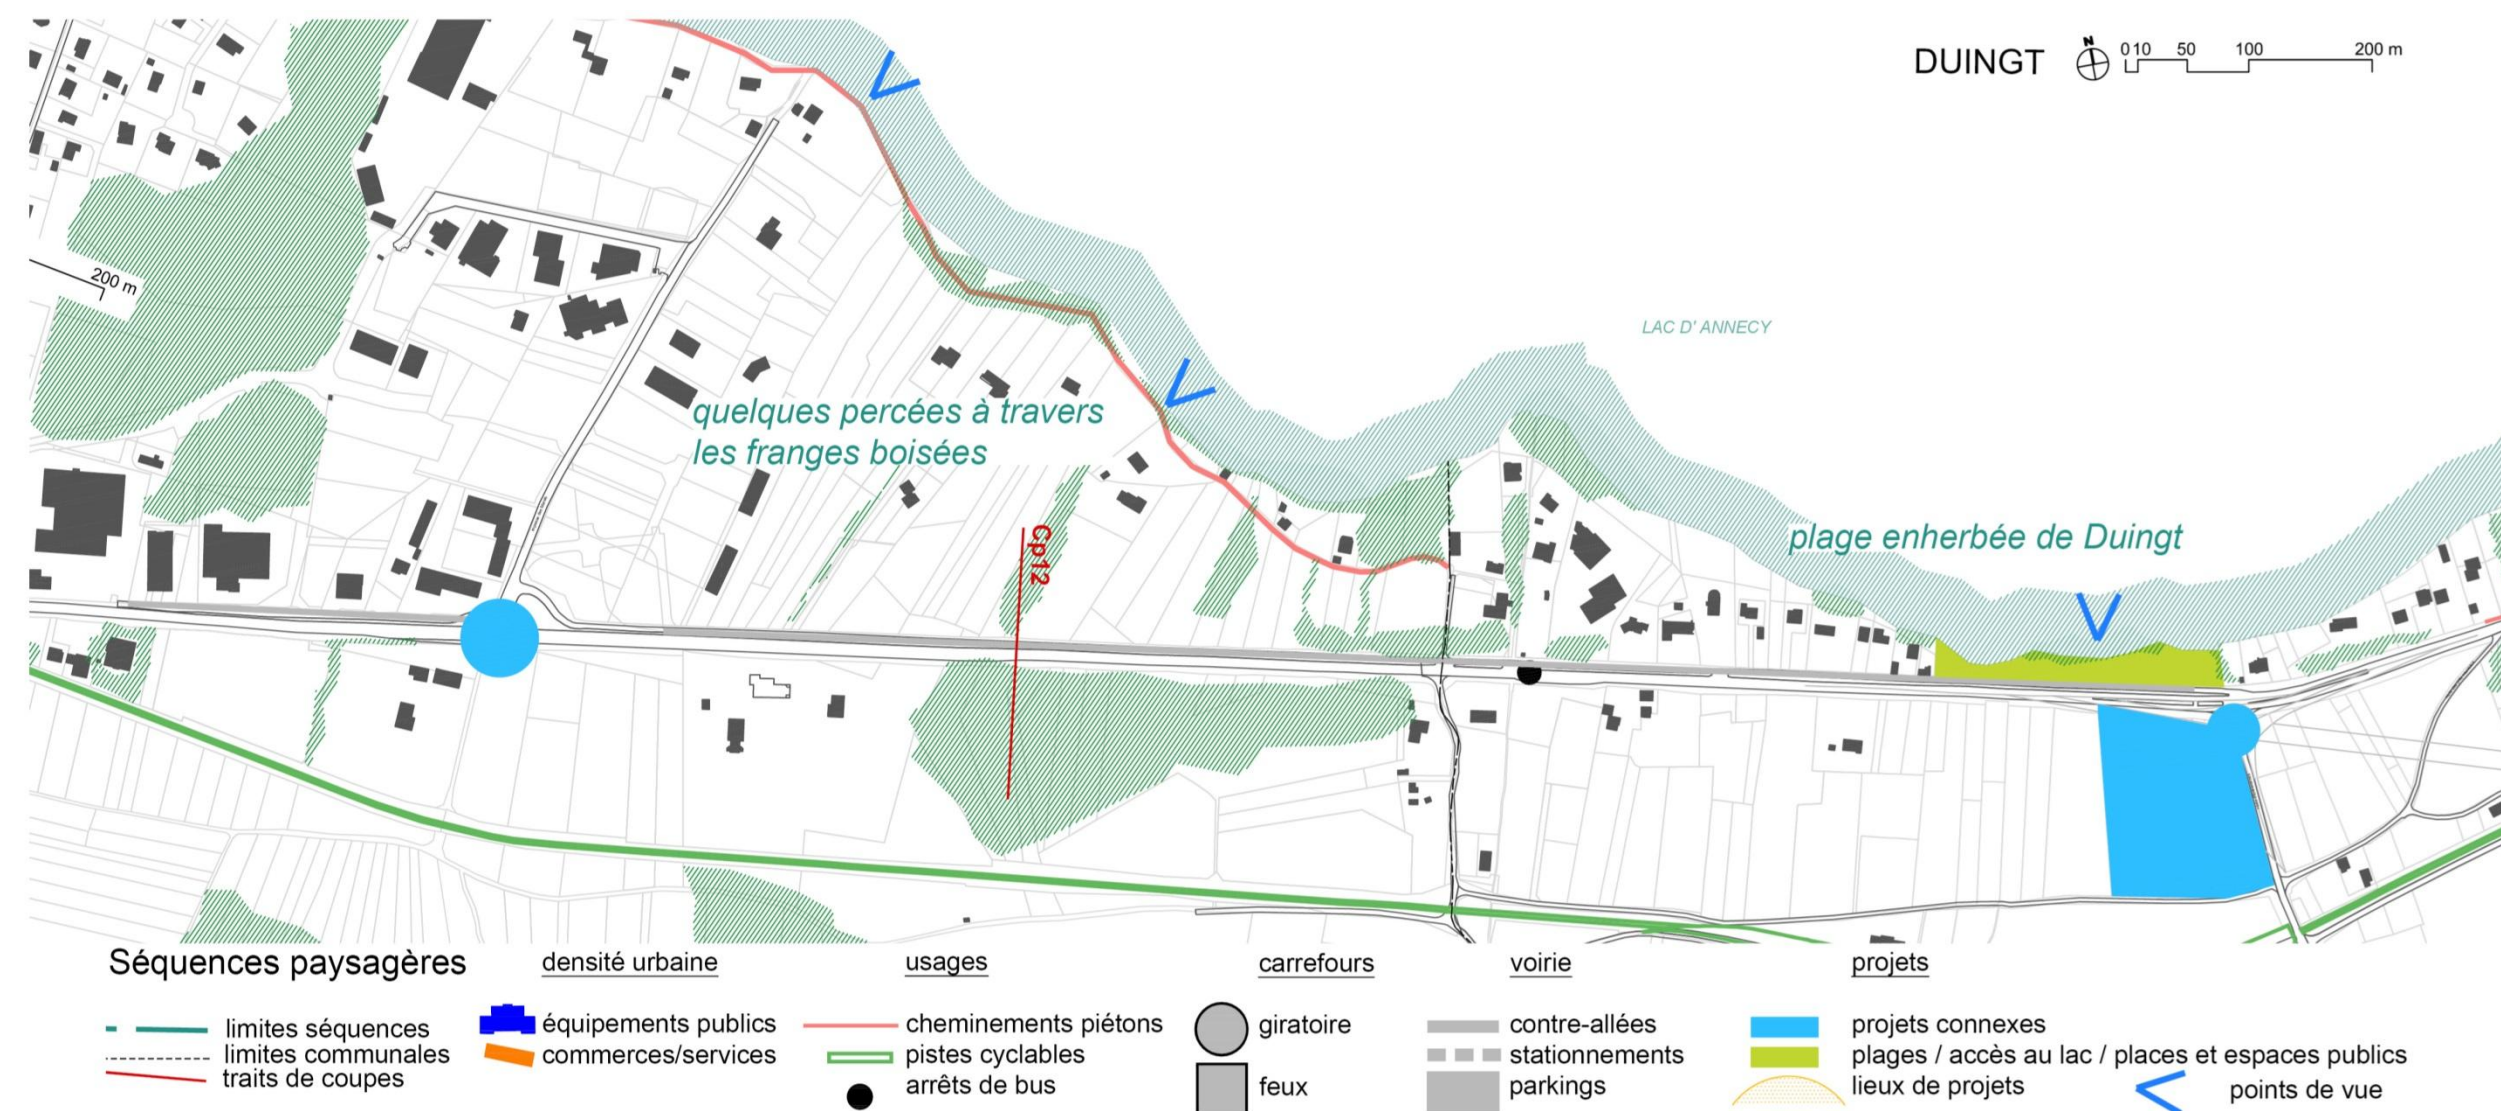 DUINGT
N
0 10 50 100 200 m
200 m
LAC D' ANNECY
quelques percées à travers
les franges boisées
Cp12
plage enherbée de Duingt
Séquences paysagères
limites séquences
limites communales
traits de coupes
densité urbaine
équipements publics
commerces/services
usages
cheminements piétons
pistes cyclables
arrêts de bus
carrefours
giratoire
feux
voirie
contre-allées
stationnements
parkings
projets
projets connexes
plages / accès au lac / places et espaces publics
lieux de projets
points de vue